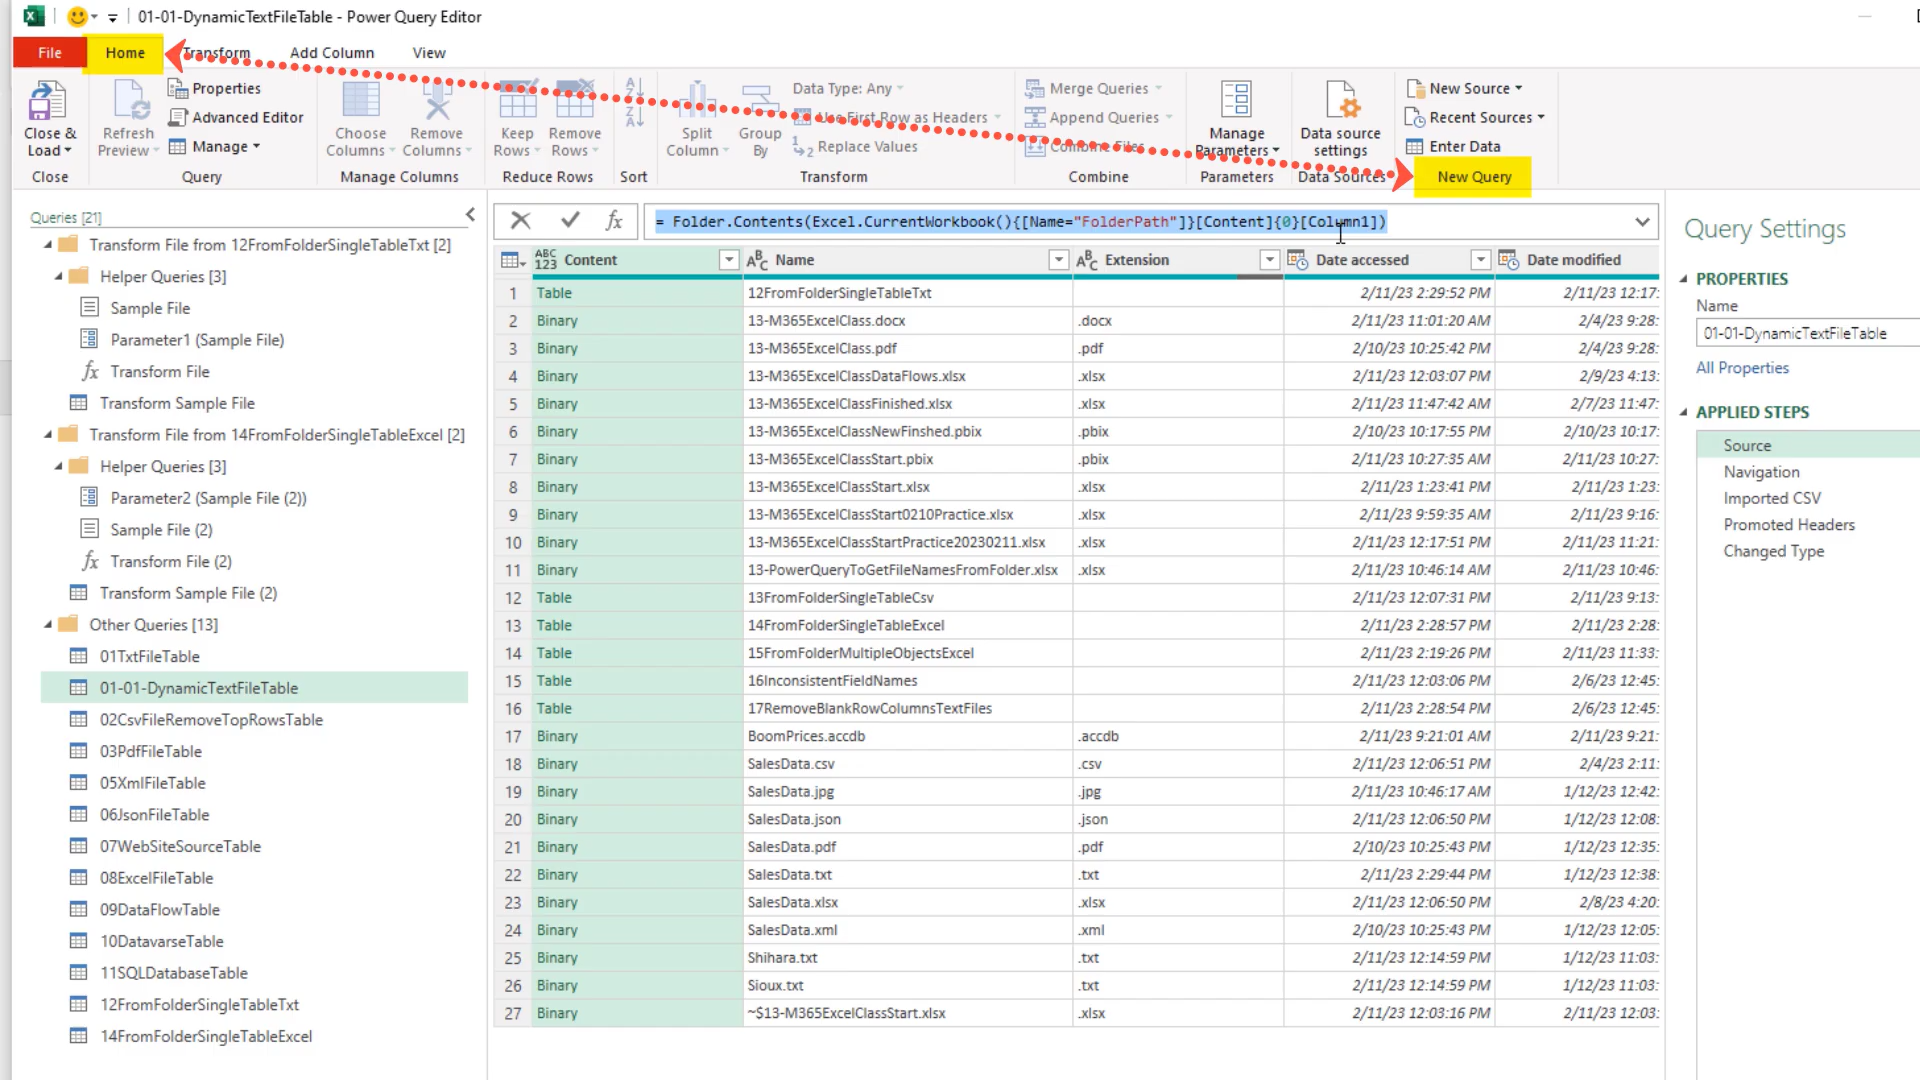 01-01-DynamicTextFileTable - Power Query Editor
File Home Transform Add Column View
Close & Load
Refresh Preview
Properties
Advanced Editor
Manage
Choose Columns
Remove Columns
Keep Rows
Remove Rows
Split Column
Group By
Data Type: Any
Use First Row as Headers
Replace Values
Merge Queries
Append Queries
Combine Files
Manage Parameters
Data source settings
New Source
Recent Sources
Enter Data
Close Query Manage Columns Reduce Rows Sort Transform Combine Parameters Data Sources New Query
Queries [21]
Transform File from 12FromFolderSingleTableTxt [2]
Helper Queries [3]
Sample File
Parameter1 (Sample File)
fx Transform File
Transform Sample File
Transform File from 14FromFolderSingleTableExcel [2]
Helper Queries [3]
Parameter2 (Sample File (2))
Sample File (2)
fx Transform File (2)
Transform Sample File (2)
Other Queries [13]
01TxtFileTable
01-01-DynamicTextFileTable
02CsvFileRemoveTopRowsTable
03PdfFileTable
05XmlFileTable
06JsonFileTable
07WebSiteSourceTable
08ExcelFileTable
09DataFlowTable
10DatavarseTable
11SQLDatabaseTable
12FromFolderSingleTableTxt
14FromFolderSingleTableExcel
fx = Folder.Contents(Excel.CurrentWorkbook(){[Name="FolderPath"]}[Content]{0}[Column1])
ABC 123 Content ABC Name ABC Extension Date accessed Date modified
1 Table 12FromFolderSingleTableTxt 2/11/23 2:29:52 PM 2/11/23 12:17:
2 Binary 13-M365ExcelClass.docx .docx 2/11/23 11:01:20 AM 2/4/23 9:28:
3 Binary 13-M365ExcelClass.pdf .pdf 2/10/23 10:25:42 PM 2/4/23 9:28:
4 Binary 13-M365ExcelClassDataFlows.xlsx .xlsx 2/11/23 12:03:07 PM 2/9/23 4:13:
5 Binary 13-M365ExcelClassFinished.xlsx .xlsx 2/11/23 11:47:42 AM 2/7/23 11:47:
6 Binary 13-M365ExcelClassNewFinshed.pbix .pbix 2/10/23 10:17:55 PM 2/10/23 10:17:
7 Binary 13-M365ExcelClassStart.pbix .pbix 2/11/23 10:27:35 AM 2/11/23 10:27:
8 Binary 13-M365ExcelClassStart.xlsx .xlsx 2/11/23 1:23:41 PM 2/11/23 1:23:
9 Binary 13-M365ExcelClassStart0210Practice.xlsx .xlsx 2/11/23 9:59:35 AM 2/11/23 9:16:
10 Binary 13-M365ExcelClassStartPractice20230211.xlsx .xlsx 2/11/23 12:17:51 PM 2/11/23 11:21:
11 Binary 13-PowerQueryToGetFileNamesFromFolder.xlsx .xlsx 2/11/23 10:46:14 AM 2/11/23 10:46:
12 Table 13FromFolderSingleTableCsv 2/11/23 12:07:31 PM 2/11/23 9:13:
13 Table 14FromFolderSingleTableExcel 2/11/23 2:28:57 PM 2/11/23 2:28:
14 Table 15FromFolderMultipleObjectsExcel 2/11/23 2:19:26 PM 2/11/23 11:33:
15 Table 16InconsistentFieldNames 2/11/23 12:03:06 PM 2/6/23 12:45:
16 Table 17RemoveBlankRowColumnsTextFiles 2/11/23 2:28:54 PM 2/6/23 12:45:
17 Binary BoomPrices.accdb .accdb 2/11/23 9:21:01 AM 2/11/23 9:21:
18 Binary SalesData.csv .csv 2/11/23 12:06:51 PM 2/4/23 2:11:
19 Binary SalesData.jpg .jpg 2/11/23 10:46:17 AM 1/12/23 12:42:
20 Binary SalesData.json .json 2/11/23 12:06:50 PM 1/12/23 12:08:
21 Binary SalesData.pdf .pdf 2/10/23 10:25:43 PM 1/12/23 12:35:
22 Binary SalesData.txt .txt 2/11/23 2:29:44 PM 1/12/23 12:38:
23 Binary SalesData.xlsx .xlsx 2/11/23 12:06:50 PM 2/8/23 4:20:
24 Binary SalesData.xml .xml 2/10/23 10:25:43 PM 1/12/23 12:05:
25 Binary Shihara.txt .txt 2/11/23 12:14:59 PM 1/12/23 11:03:
26 Binary Sioux.txt .txt 2/11/23 12:14:59 PM 1/12/23 11:03:
27 Binary ~$13-M365ExcelClassStart.xlsx .xlsx 2/11/23 12:03:16 PM 2/11/23 12:03:
Query Settings
PROPERTIES
Name
01-01-DynamicTextFileTable
All Properties
APPLIED STEPS
Source
Navigation
Imported CSV
Promoted Headers
Changed Type